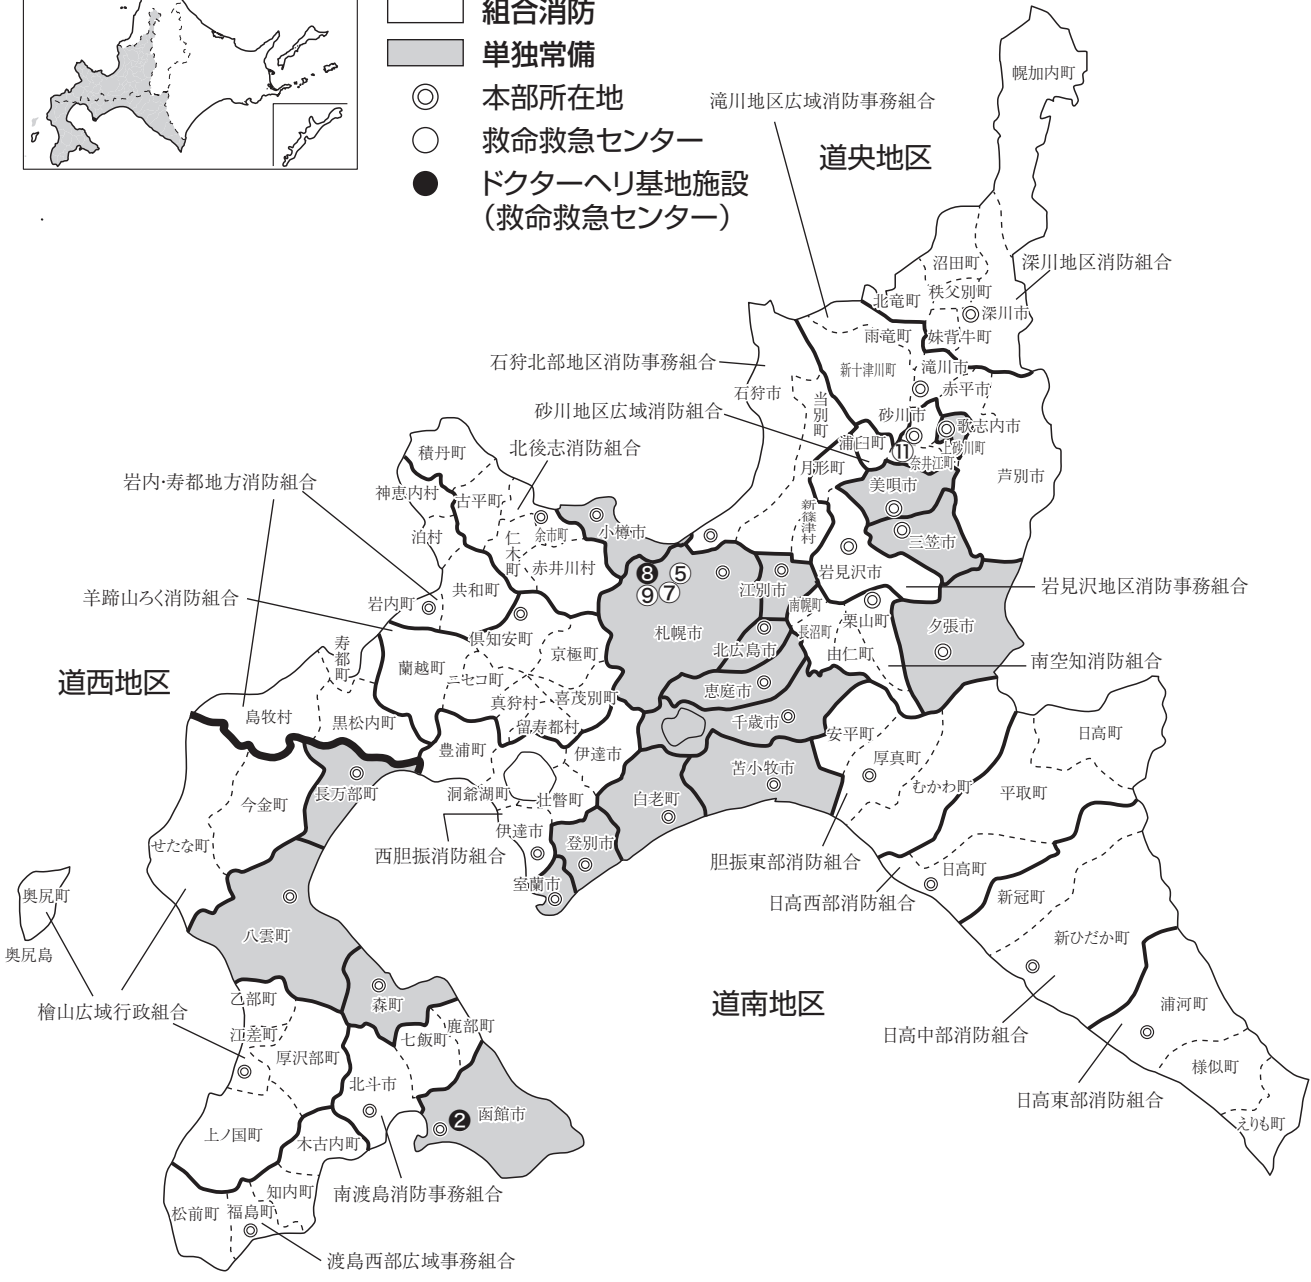 組合消防
単独常備
本部所在地
救命救急センター
ドクターヘリ基地施設
（救命救急センター）
幌加内町
滝川地区広域消防事務組合
道央地区
沼田町
深川地区消防組合
秩父別町
北竜町
深川市
雨竜町
妹背牛町
石狩北部地区消防事務組合
新十津川町
滝川市
石狩市
赤平市
当別町
砂川地区広域消防組合
砂川市
歌志内市
浦臼町
⑪
上砂川町
奈井江町
月形町
芦別市
美唄市
新篠津村
三笠市
岩見沢市
岩見沢地区消防事務組合
積丹町
北後志消防組合
岩内・寿都地方消防組合
神恵内村
古平町
小樽市
余市町
泊村
仁木町
赤井川村
❽
⑤
⑨
⑦
江別市
南幌町
栗山町
夕張市
羊蹄山ろく消防組合
共和町
岩内町
札幌市
長沼町
北広島市
由仁町
南空知消防組合
倶知安町
京極町
寿都町
蘭越町
ニセコ町
道西地区
恵庭市
真狩村
喜茂別町
島牧村
黒松内町
留寿都村
千歳市
安平町
日高町
豊浦町
伊達市
厚真町
苫小牧市
むかわ町
平取町
今金町
長万部町
洞爺湖町
壮瞥町
白老町
せたな町
伊達市
登別市
西胆振消防組合
胆振東部消防組合
日高町
室蘭市
日高西部消防組合
新冠町
奥尻町
八雲町
新ひだか町
奥尻島
乙部町
森町
道南地区
浦河町
檜山広域行政組合
江差町
七飯町
鹿部町
日高中部消防組合
厚沢部町
様似町
北斗市
日高東部消防組合
❷
函館市
えりも町
上ノ国町
木古内町
知内町
南渡島消防事務組合
松前町
福島町
渡島西部広域事務組合